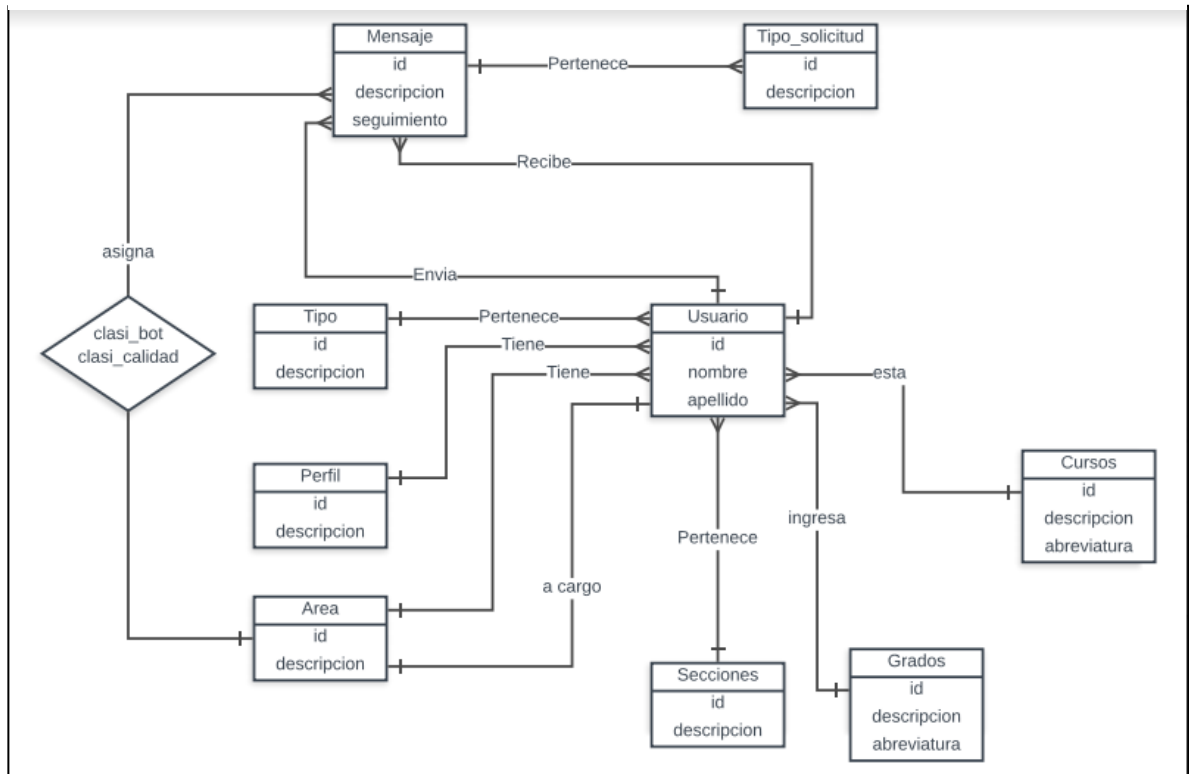 Mensaje
id
descripcion
seguimiento
Pertenece
Tipo_solicitud
id
descripcion
Recibe
asigna
Envia
clasi_bot
clasi_calidad
Tipo
id
descripcion
Pertenece
Tiene
Tiene
Usuario
id
nombre
apellido
esta
Perfil
id
descripcion
Cursos
id
descripcion
abreviatura
ingresa
Pertenece
a cargo
Area
id
descripcion
Secciones
id
descripcion
Grados
id
descripcion
abreviatura